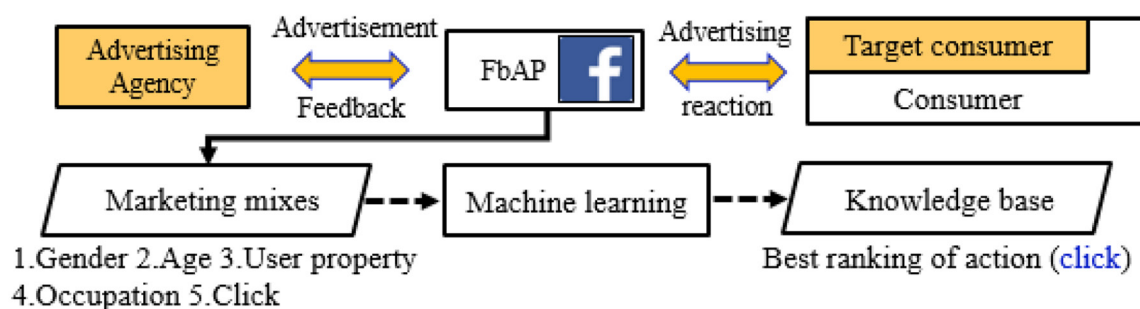 Advertising
Agency
Advertisement
Feedback
FbAP
f
Advertising
reaction
Target consumer
Consumer
Marketing mixes
Machine learning
Knowledge base
1.Gender 2.Age 3.User property
4.Occupation 5.Click
Best ranking of action (click)